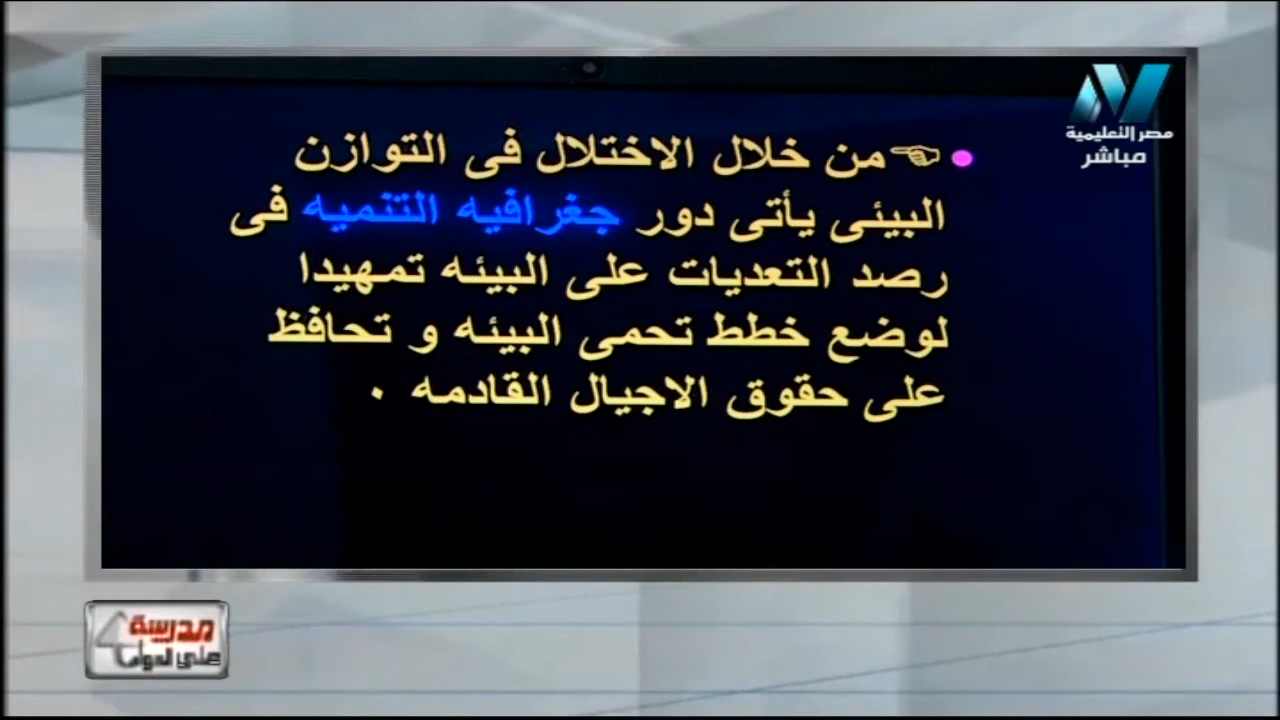 مصر التعليمية
مباشر
من خلال الاختلال فى التوازن
البيئى يأتى دور جغرافيه التنميه فى
رصد التعديات على البيئه تمهيدا
لوضع خطط تحمى البيئه و تحافظ
على حقوق الاجيال القادمه .
مدرسة
على الهواء